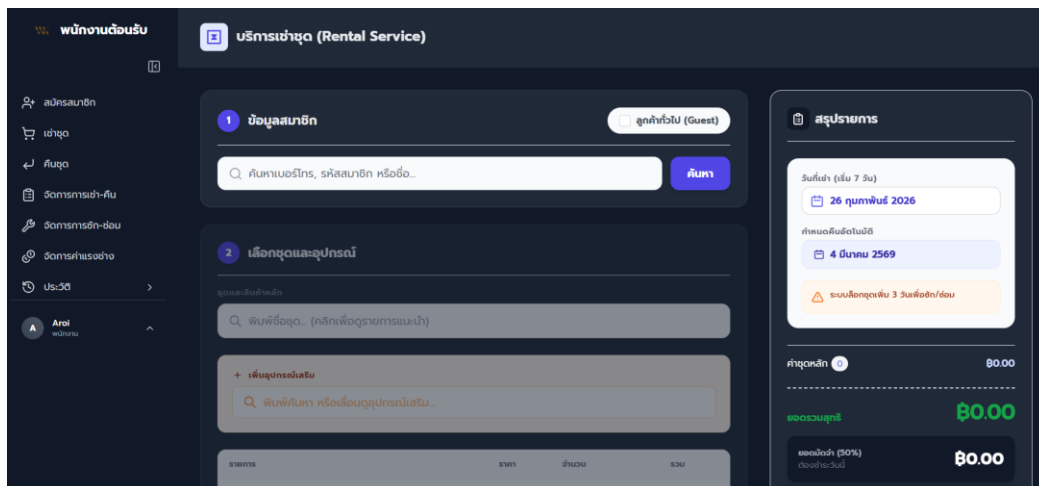 พนักงานต้อนรับ
สมัครสมาชิก
เช่าชุด
คืนชุด
จัดการการเช่า-คืน
จัดการการซัก-ซ่อม
จัดการค่าแรงช่าง
ประวัติ
A
Aroi
พนักงาน
บริการเช่าชุด (Rental Service)
1 ข้อมูลสมาชิก
ลูกค้าทั่วไป (Guest)
ค้นหาเบอร์โทร, รหัสสมาชิก หรือชื่อ...
ค้นหา
2 เลือกชุดและอุปกรณ์
ชุดและสินค้าหลัก
พิมพ์ชื่อชุด... (คลิกเพื่อดูรายการแนะนำ)
+ เพิ่มอุปกรณ์เสริม
พิมพ์ค้นหา หรือเลื่อนดูอุปกรณ์เสริม...
รายการ ราคา จำนวน รวม
สรุปรายการ
วันที่เช่า (เริ่ม 7 วัน)
26 กุมภาพันธ์ 2026
กำหนดคืนอัตโนมัติ
4 มีนาคม 2569
ระบบล็อกชุดเพิ่ม 3 วันเพื่อซัก/ซ่อม
ค่าชุดหลัก 0 ฿0.00
ยอดรวมสุทธิ ฿0.00
ยอดมัดจำ (50%)
ต้องชำระวันนี้
฿0.00